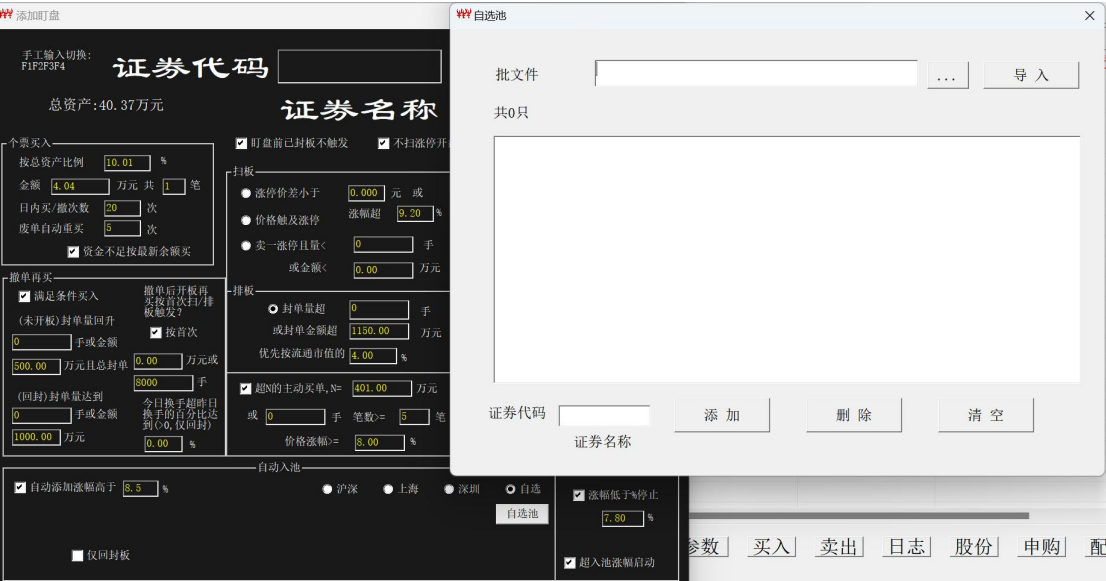 添加盯盘
手工输入切换:
F1F2F3F4
证券代码
总资产:40.37万元
证券名称
个票买入
按总资产比例 10.01 %
金额 4.04 万元 共 1 笔
日内买/撤次数 20 次
废单自动重买 5 次
资金不足按最新余额买
盯盘前已封板不触发
不扫涨停开
扫板
涨停价差小于 0.000 元 或
价格触及涨停 涨幅超 9.20 %
卖一涨停且量< 0 手
或金额< 0.00 万元
撤单再买
满足条件买入
撤单后开板再
买按首次扫/排
板触发?
(未开板)封单量回升
按首次
0 手或金额
500.00 万元且总封单 0.00 万元或
8000 手
(回封)封单量达到
今日换手超昨日
0 手或金额
换手的百分比达
到(>0,仅回封)
1000.00 万元
0.00 %
排板
封单量超 0 手
或封单金额超 1150.00 万元
优先按流通市值的 4.00 %
超N的主动买单,N= 401.00 万元
或 0 手 笔数>= 5 笔
价格涨幅>= 8.00 %
自动入池
自动添加涨幅高于 8.5 %
沪深 上海 深圳 自选
自选池
仅回封板
涨幅低于%停止
7.80 %
超入池涨幅启动
自选池
批文件 ... 导入
共0只
证券代码 添加 删除 清空
证券名称
参数 买入 卖出 日志 股份 申购 配